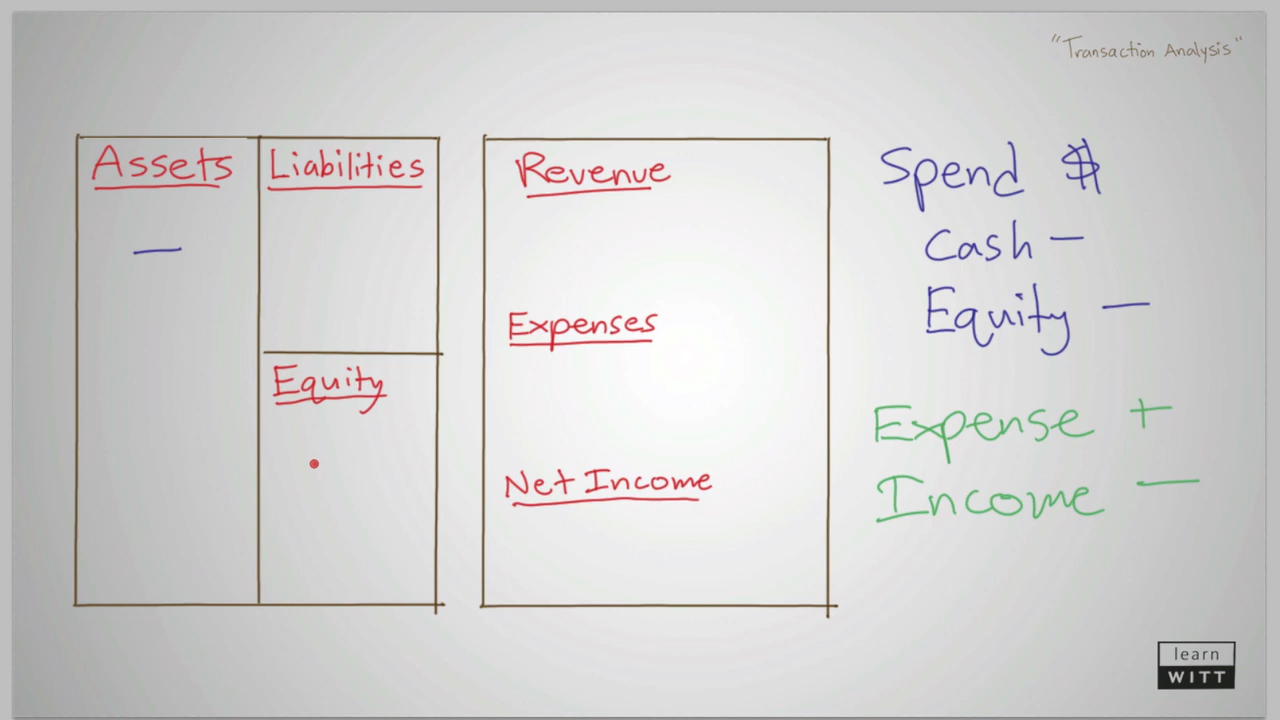 "Transaction Analysis"
Assets
Liabilities
Equity
Revenue
Expenses
Net Income
Spend $
Cash —
Equity —
Expense +
Income —
learn
WITT